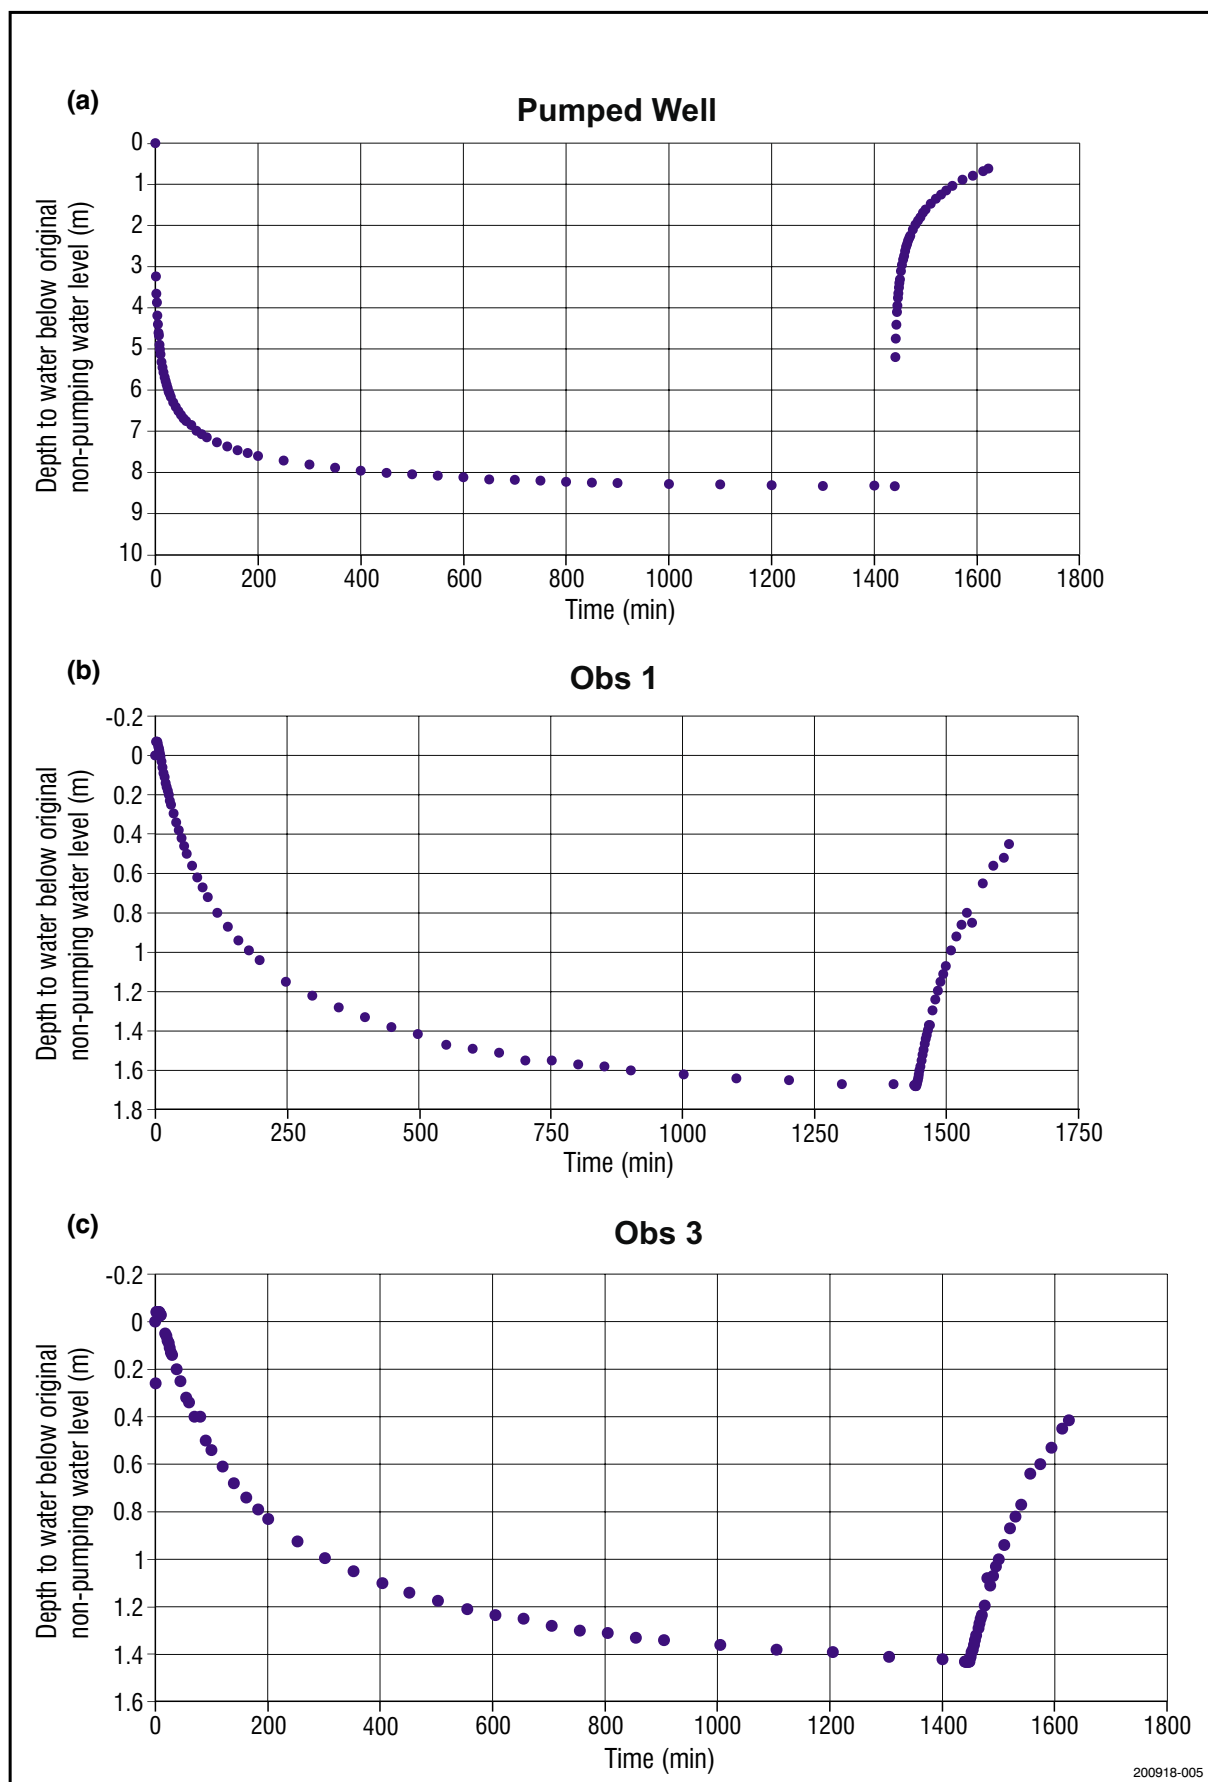 (a)
Pumped Well
Depth to water below original
non-pumping water level (m)
0
1
2
3
4
5
6
7
8
9
10
0 200 400 600 800 1000 1200 1400 1600 1800
Time (min)
(b)
Obs 1
Depth to water below original
non-pumping water level (m)
-0.2
0
0.2
0.4
0.6
0.8
1
1.2
1.4
1.6
1.8
0 250 500 750 1000 1250 1500 1750
Time (min)
(c)
Obs 3
Depth to water below original
non-pumping water level (m)
-0.2
0
0.2
0.4
0.6
0.8
1
1.2
1.4
1.6
0 200 400 600 800 1000 1200 1400 1600 1800
Time (min)
200918-005